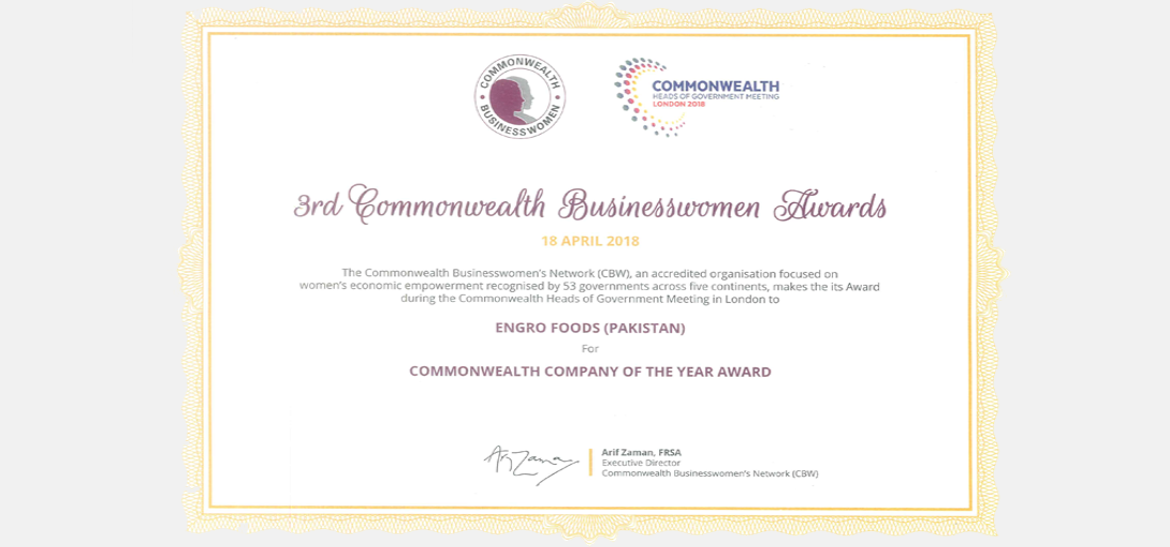 COMMONWEALTH
BUSINESSWOMEN
COMMONWEALTH
HEADS OF GOVERNMENT MEETING
LONDON 2018
3rd Commonwealth Businesswomen Awards
18 APRIL 2018
The Commonwealth Businesswomen's Network (CBW), an accredited organisation focused on
women's economic empowerment recognised by 53 governments across five continents, makes the its Award
during the Commonwealth Heads of Government Meeting in London to
ENGRO FOODS (PAKISTAN)
For
COMMONWEALTH COMPANY OF THE YEAR AWARD
Arif Zaman
Arif Zaman, FRSA
Executive Director
Commonwealth Businesswomen's Network (CBW)